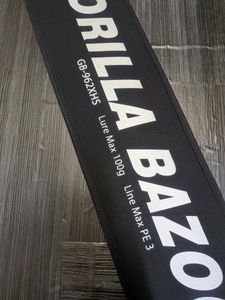 ORILLA BAZOO
GB-962XHS Lure Max 100g Line Max PE 3